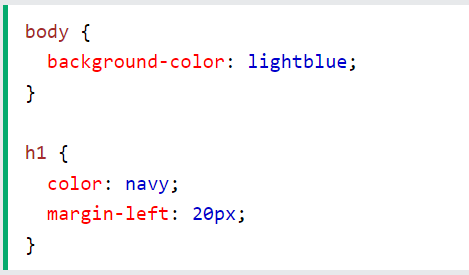 body {
  background-color: lightblue;
}

h1 {
  color: navy;
  margin-left: 20px;
}